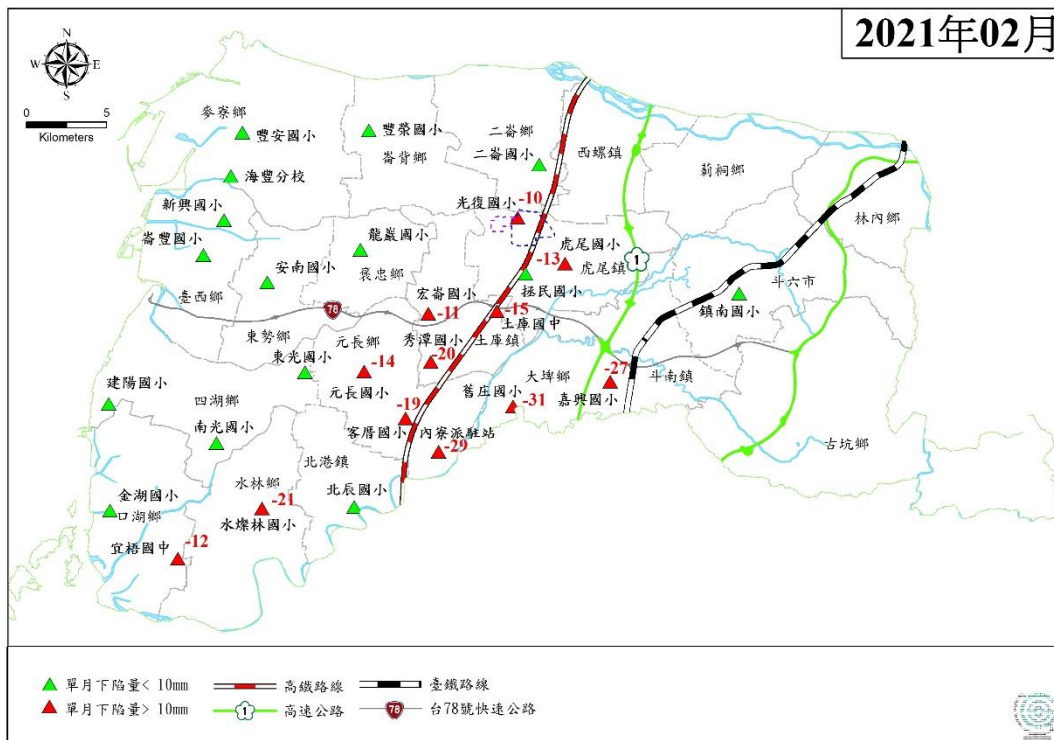 2021年02月
N
W
E
S
0
5
Kilometers
麥寮鄉
豐安國小
豐榮國小
崙背鄉
二崙鄉
二崙國小
西螺鎮
莿桐鄉
海豐分校
新興國小
光復國小
-10
林內鄉
崙豐國小
龍巖國小
虎尾國小
-13
虎尾鎮
1
安南國小
褒忠鄉
拯民國小
斗六市
鎮南國小
臺西鄉
78
宏崙國小
-11
-15
土庫國中
東勢鄉
元長鄉
秀潭國小
土庫鎮
-20
東光國小
-14
元長國小
大埤鄉
-27
斗南鎮
建陽國小
四湖鄉
舊庄國小
-31
嘉興國小
-19
南光國小
客厝國小
內寮派駐站
古坑鄉
-29
北港鎮
水林鄉
北辰國小
金湖國小
口湖鄉
-21
水燦林國小
宜梧國中
-12
單月下陷量< 10mm
高鐵路線
臺鐵路線
單月下陷量> 10mm
1
高速公路
78
台78號快速公路